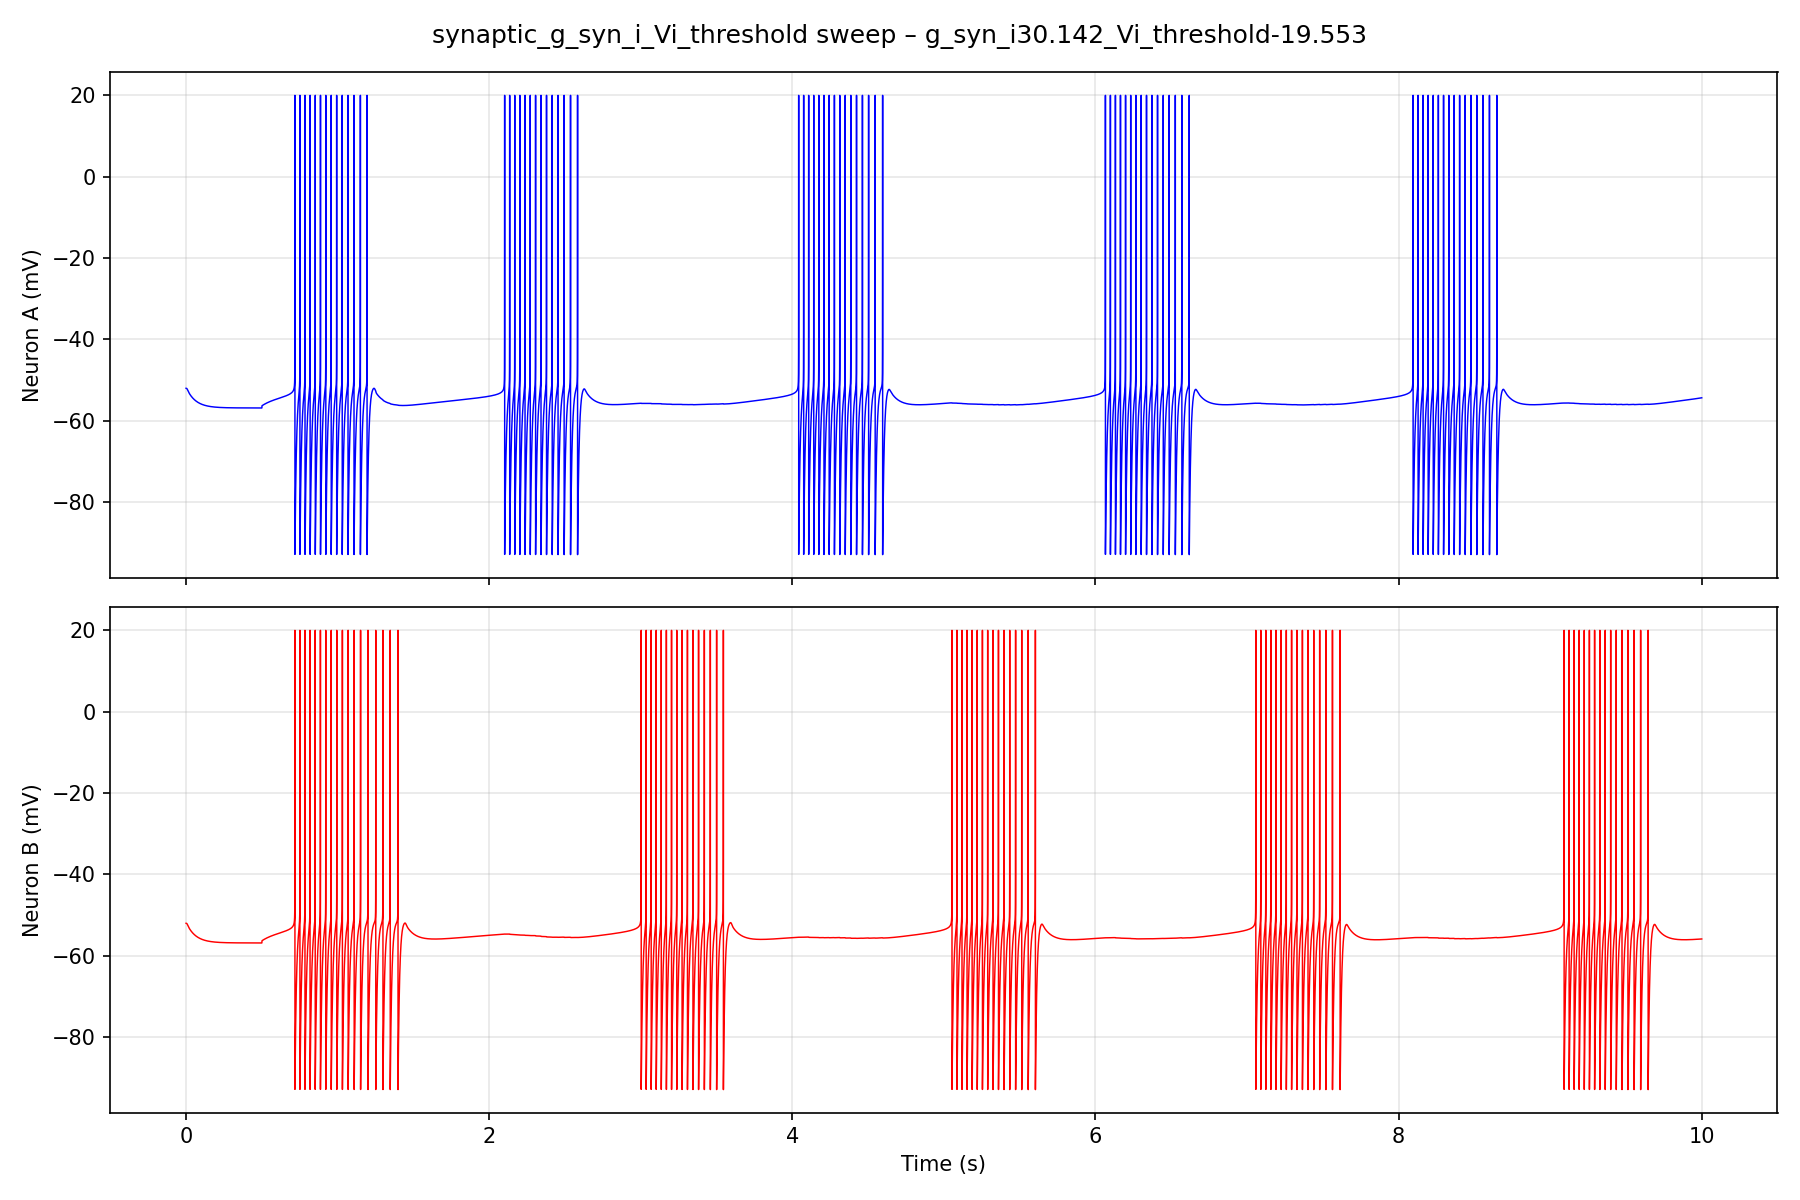 synaptic_g_syn_i_Vi_threshold sweep – g_syn_i30.142_Vi_threshold-19.553
20
0
−20
−40
−60
−80
Neuron A (mV)
20
0
−20
−40
−60
−80
Neuron B (mV)
0 2 4 6 8 10
Time (s)